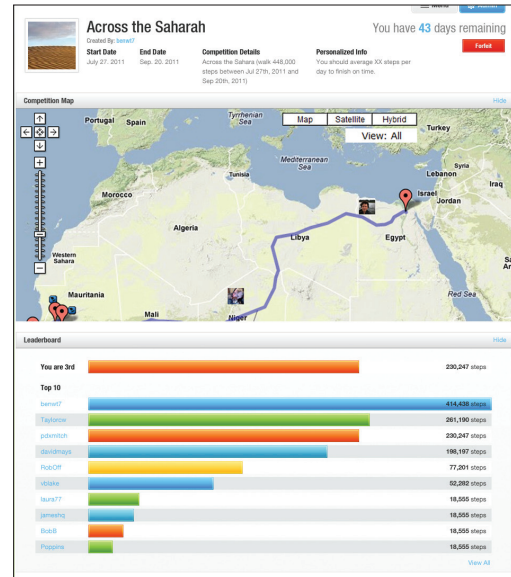 Across the Saharah
You have 43 days remaining
Created By: benwt7
Forfeit
Start Date
End Date
Competition Details
Personalized Info
July 27. 2011
Sep. 20. 2011
Across the Sahara (walk 448,000
steps between Jul 27th, 2011 and
Sep 20th, 2011)
You should average XX steps per
day to finish on time.
Competition Map
Hide
Portugal
Spain
Tyrrhenian
Sea
Map
Satellite
Hybrid
View: All
Turkey
Mediterranean
Sea
Tunisia
Syria
Lebanon
Iraq
Israel
Jordan
Morocco
Algeria
Libya
Egypt
Western
Sahara
Mauritania
Mali
Niger
Red Sea
Leaderboard
Hide
You are 3rd
230,247 steps
Top 10
benwt7
414,438 steps
Taylorow
261,190 steps
pdxmitch
230,247 steps
davidmays
198,197 steps
RobOff
77,201 steps
vblake
52,282 steps
laura77
18,555 steps
jameshq
18,555 steps
BobB
18,555 steps
Poppins
18,555 steps
View All